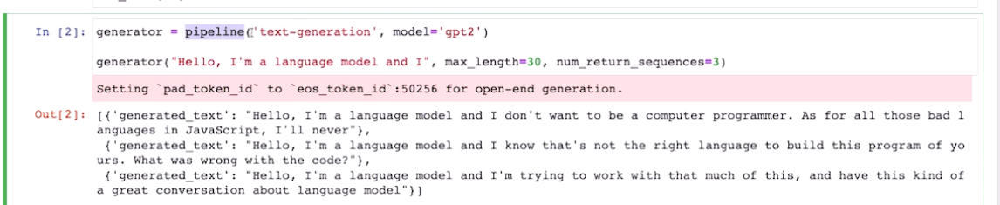 In [2]: generator = pipeline('text-generation', model='gpt2')
generator("Hello, I'm a language model and I", max_length=30, num_return_sequences=3)
Setting `pad_token_id` to `eos_token_id`:50256 for open-end generation.
Out[2]: [{'generated_text': "Hello, I'm a language model and I don't want to be a computer programmer. As for all those bad l
anguages in JavaScript, I'll never"},
{'generated_text': "Hello, I'm a language model and I know that's not the right language to build this program of yo
urs. What was wrong with the code?"},
{'generated_text': "Hello, I'm a language model and I'm trying to work with that much of this, and have this kind of
a great conversation about language model"}]